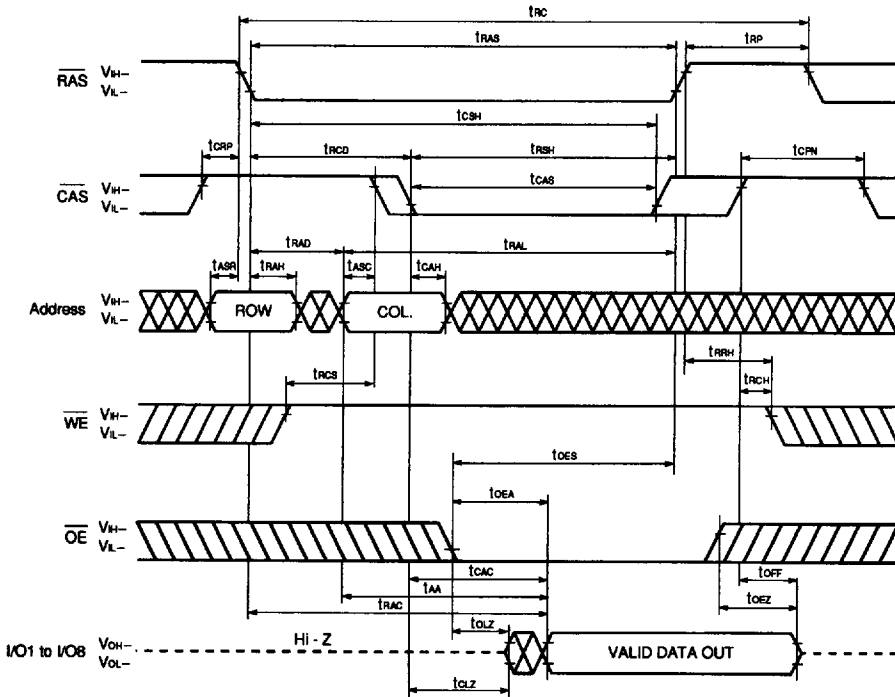 tRC
tRAS
tRP
RAS
VIH–
VIL–
tCSH
tCRP
tRCD
tRSH
tCPN
CAS
VIH–
VIL–
tCAS
tRAD
tRAL
tASR
tRAH
tASC
tCAH
Address
VIH–
VIL–
ROW
COL.
tRRH
tRCS
tRCH
WE
VIH–
VIL–
tOES
tOEA
OE
VIH–
VIL–
tCAC
tOFF
tAA
tOEZ
tRAC
tOLZ
Hi - Z
I/O1 to I/O8
VOH–
VOL–
VALID DATA OUT
tCLZ